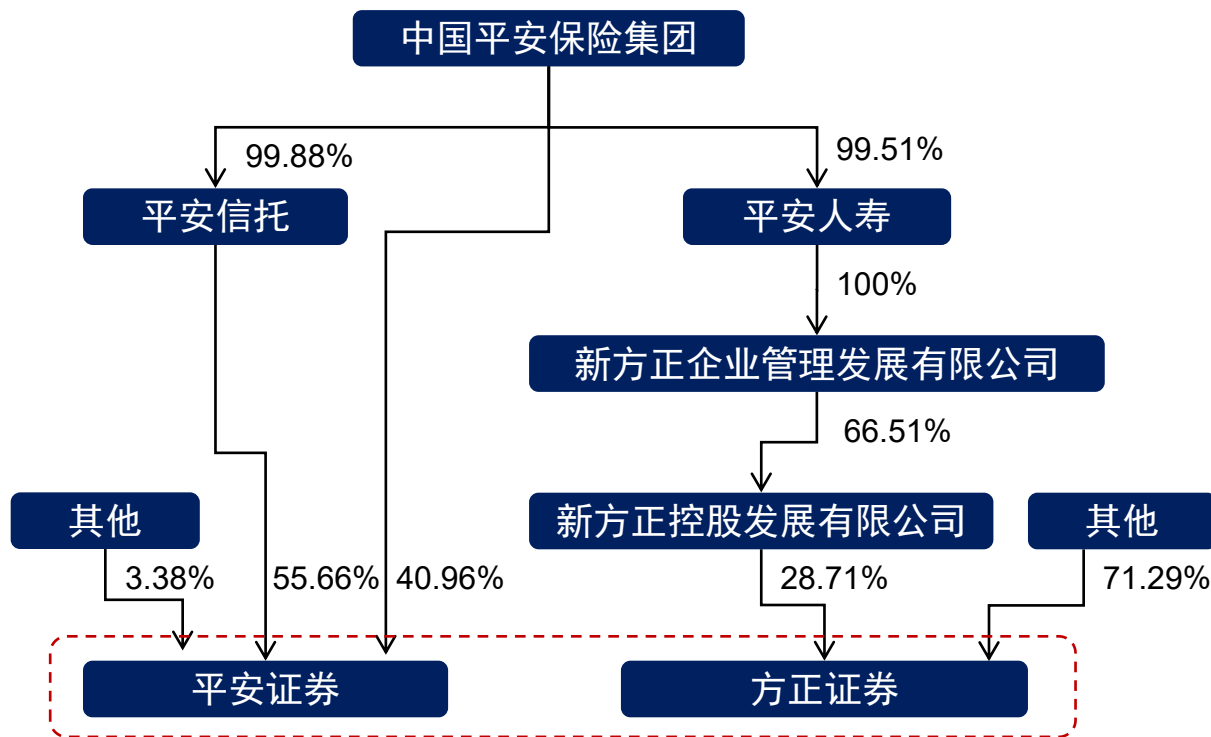 中国平安保险集团
99.88%
99.51%
平安信托
平安人寿
100%
新方正企业管理发展有限公司
66.51%
其他
新方正控股发展有限公司
其他
3.38%
55.66%
40.96%
28.71%
71.29%
平安证券
方正证券